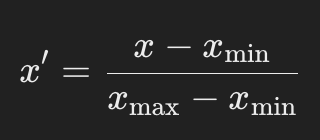 x′ = (x − x_min) / (x_max − x_min)